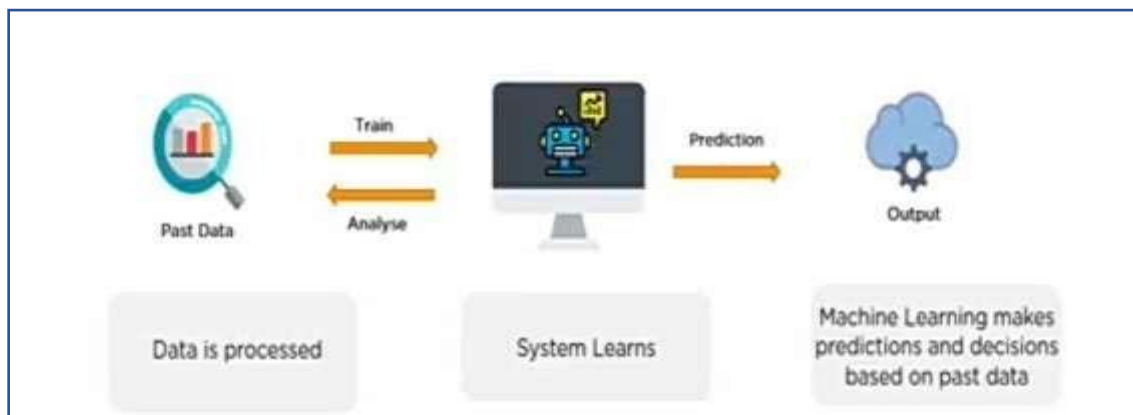 Train
Prediction
Past Data
Analyse
Output
Data is processed
System Learns
Machine Learning makes
predictions and decisions
based on past data